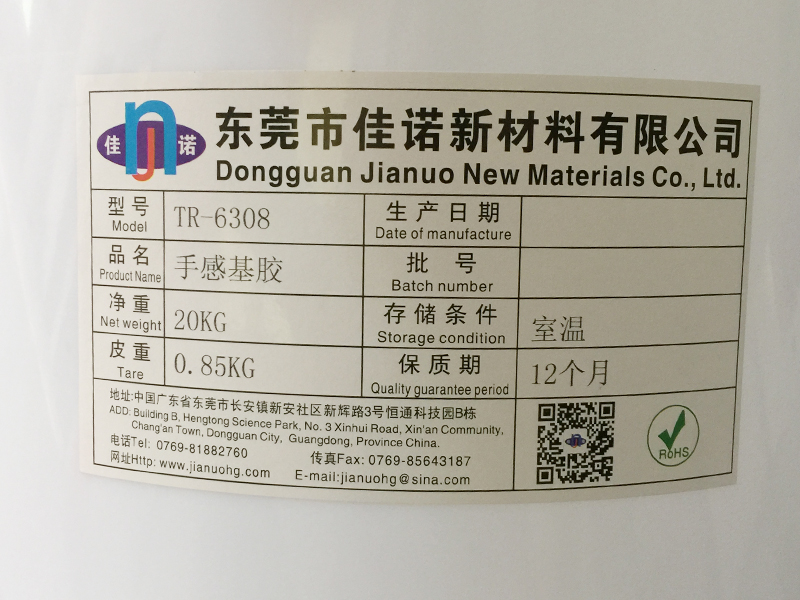 佳 nj 诺
东莞市佳诺新材料有限公司
Dongguan Jianuo New Materials Co., Ltd.
型号 TR-6308 生产日期
Model Date of manufacture
品名 手感基胶 批号
Product Name Batch number
净重 20KG 存储条件 室温
Net weight Storage condition
皮重 0.85KG 保质期 12个月
Tare Quality guarantee period
地址:中国广东省东莞市长安镇新安社区新辉路3号恒通科技园B栋
ADD: Building B, Hengtong Science Park, No. 3 Xinhui Road, Xin'an Community,
Chang'an Town, Dongguan City, Guangdong, Province China.
电话Tel: 0769-81882760 传真Fax: 0769-85643187
网址Http: www.jianuohg.com E-mail:jianuohg@sina.com
RoHS